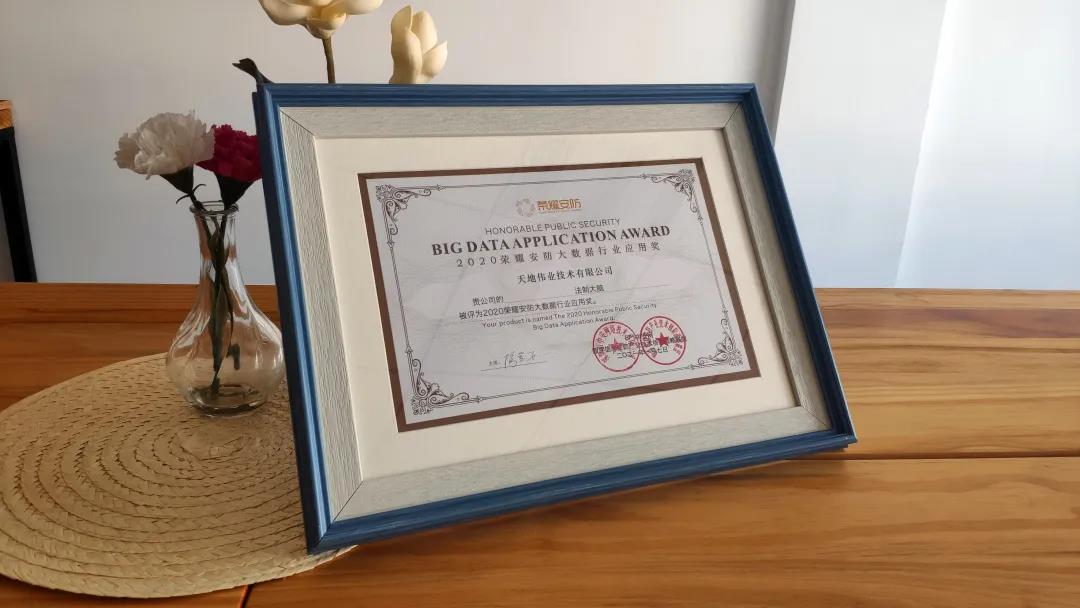 荣耀安防
HONORABLE PUBLIC SECURITY
BIG DATA APPLICATION AWARD
2020荣耀安防大数据行业应用奖
天地伟业技术有限公司
贵公司的 法制大脑
被评为2020荣耀安防大数据行业应用奖。
Your product is named The 2020 Honorable Public Security
Big Data Application Award.